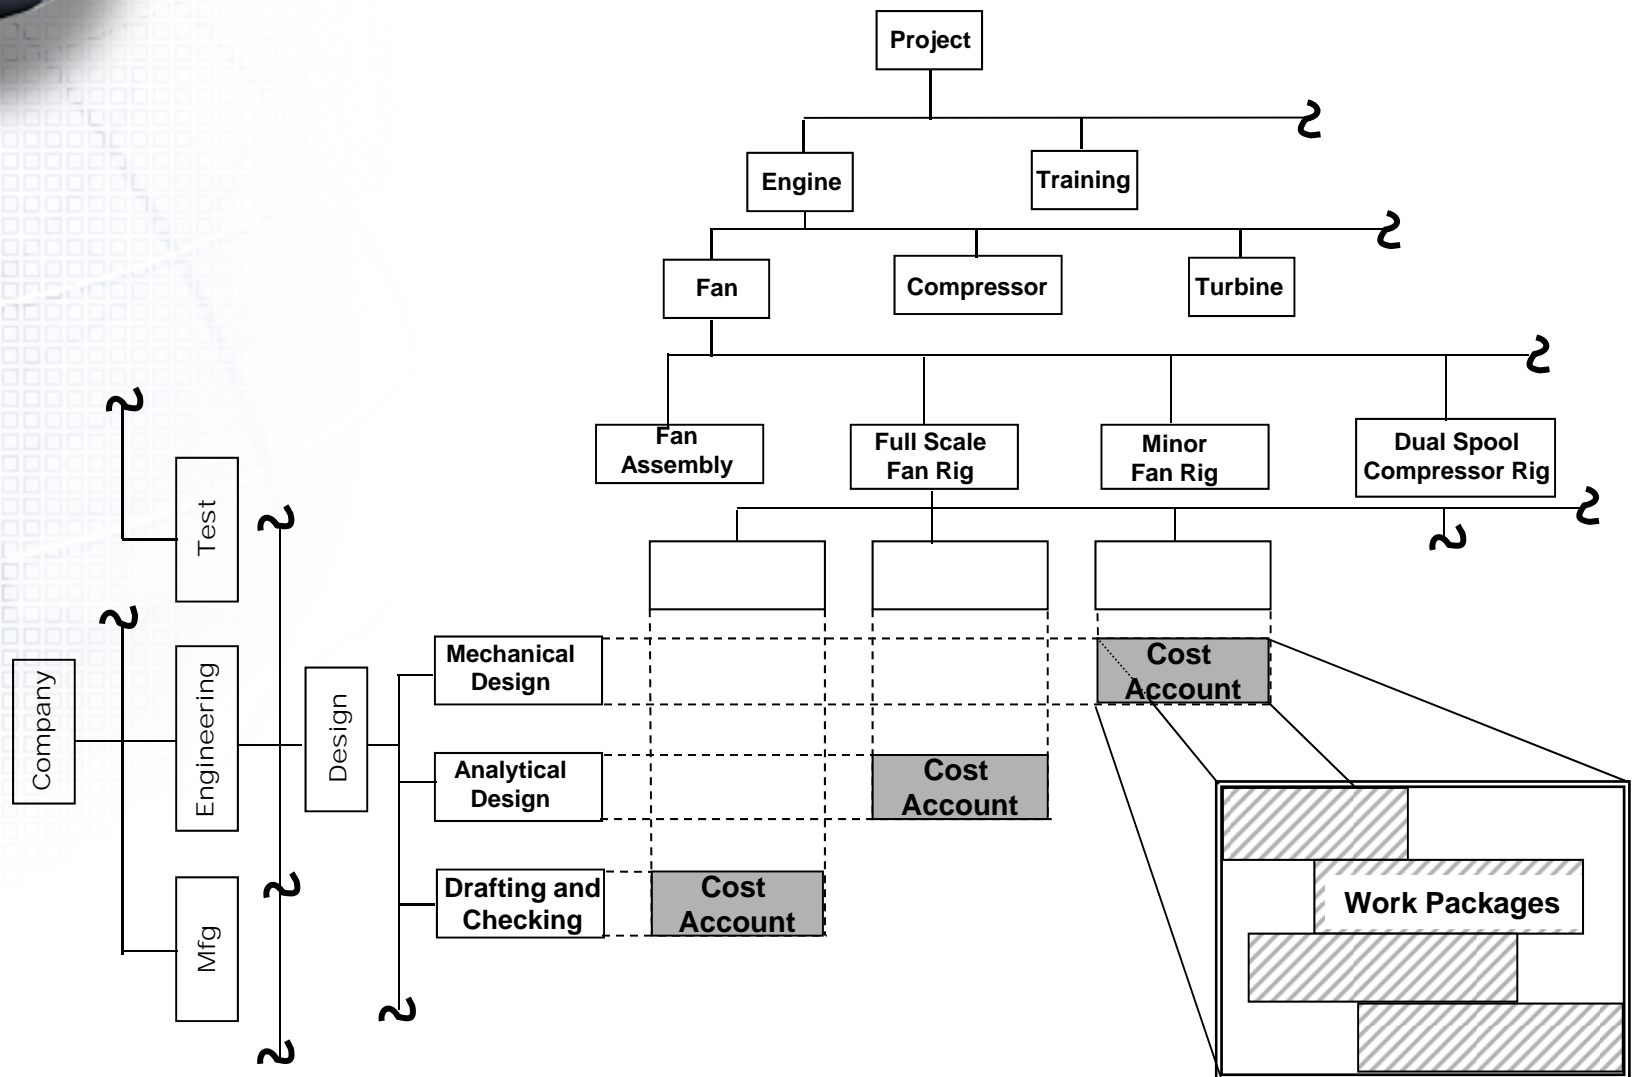 Project
Engine
Training
Fan
Compressor
Turbine
Fan
Assembly
Full Scale
Fan Rig
Minor
Fan Rig
Dual Spool
Compressor Rig
Test
Company
Engineering
Design
Mfg
Mechanical
Design
Cost
Account
Analytical
Design
Cost
Account
Drafting and
Checking
Cost
Account
Work Packages